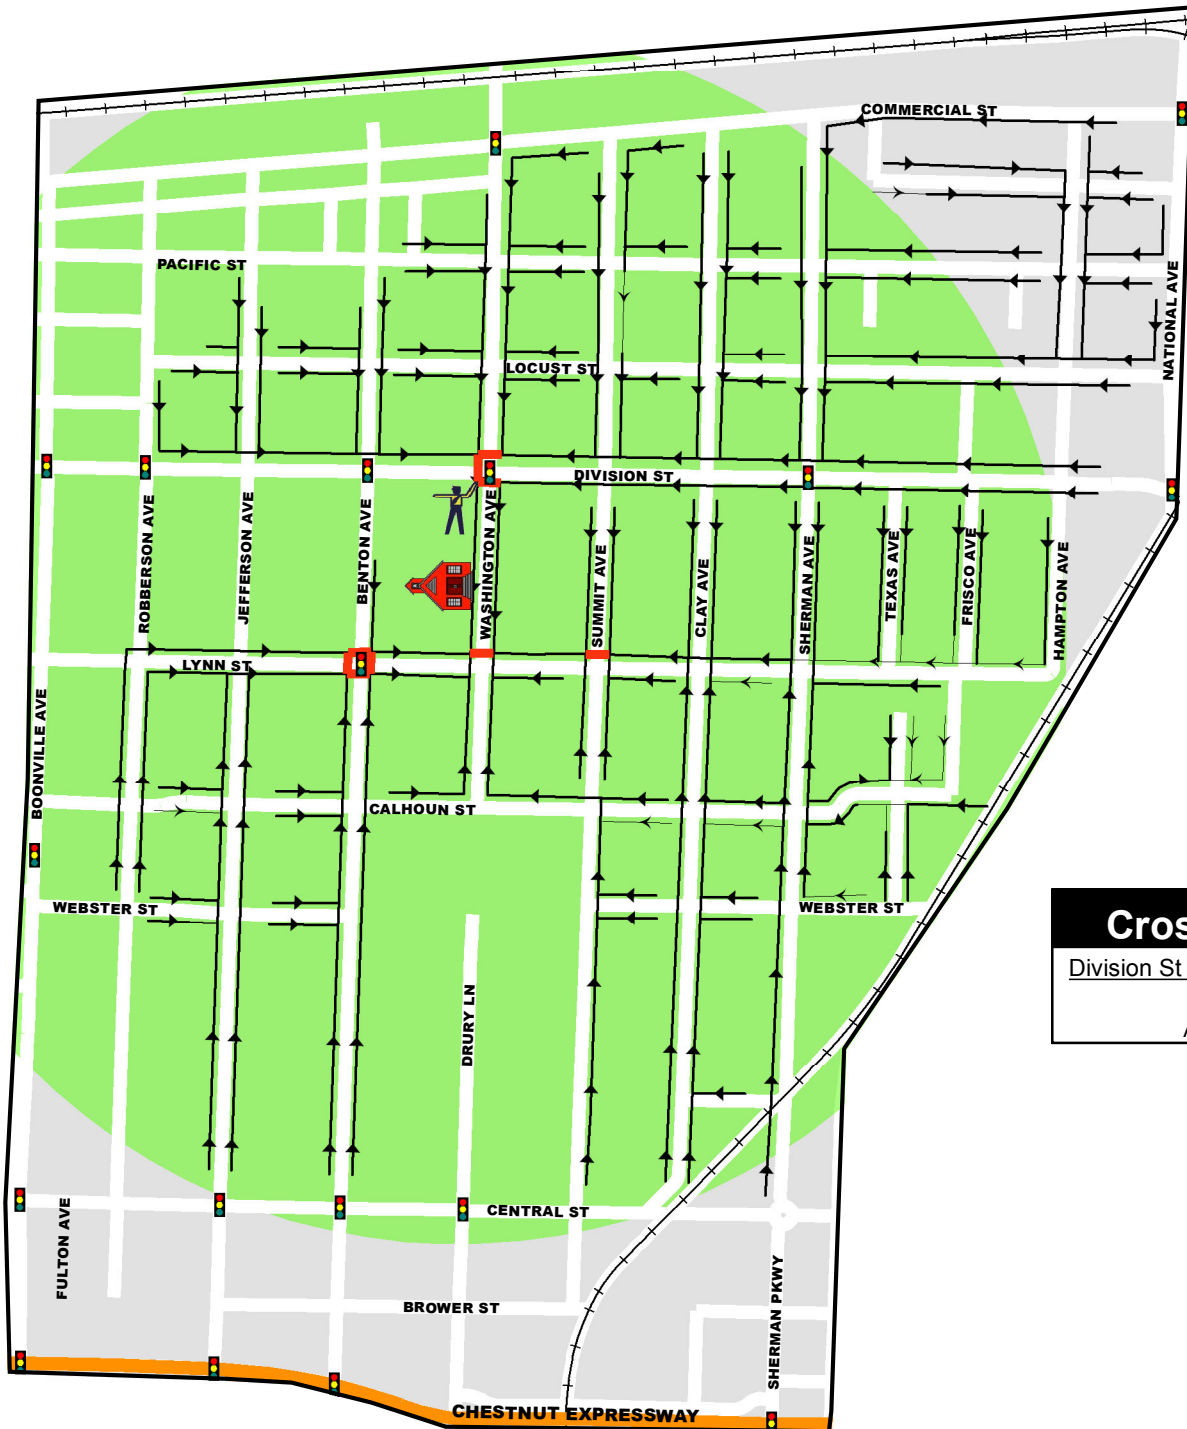 COMMERCIAL ST
PACIFIC ST
NATIONAL AVE
LOCUST ST
DIVISION ST
ROBBERSON AVE
JEFFERSON AVE
BENTON AVE
WASHINGTON AVE
SUMMIT AVE
CLAY AVE
SHERMAN AVE
TEXAS AVE
FRISCO AVE
HAMPTON AVE
LYNN ST
BOONVILLE AVE
CALHOUN ST
WEBSTER ST
WEBSTER ST
Cros
Division St
DRURY LN
CENTRAL ST
FULTON AVE
SHERMAN PKWY
BROWER ST
CHESTNUT EXPRESSWAY